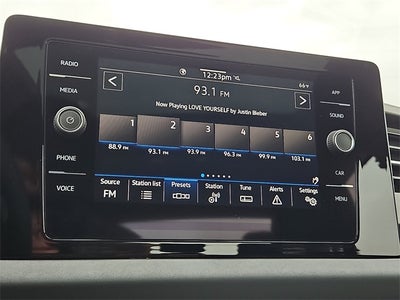 RADIO
MEDIA
PHONE
VOICE
12:23pm
66°F
93.1 FM
Now Playing LOVE YOURSELF by Justin Bieber
1 2 3 4 5 6
88.9 FM 93.1 FM 93.9 FM 96.3 FM 99.9 FM 103.1 FM
Source Station list Presets Station Tune Alerts Settings
FM
APP
SOUND
CAR
MENU